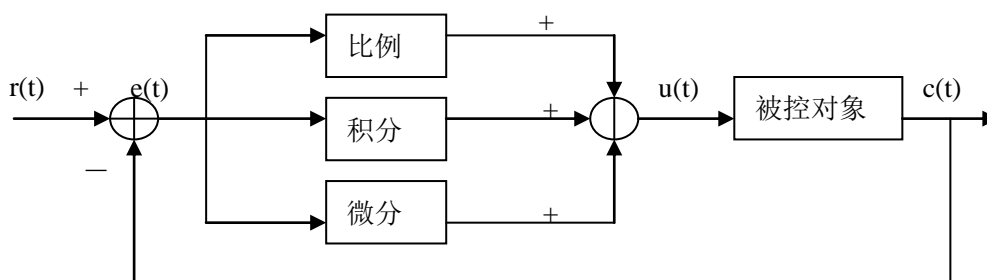 比例
+
r(t)
+
e(t)
积分
+
u(t)
被控对象
c(t)
—
微分
+